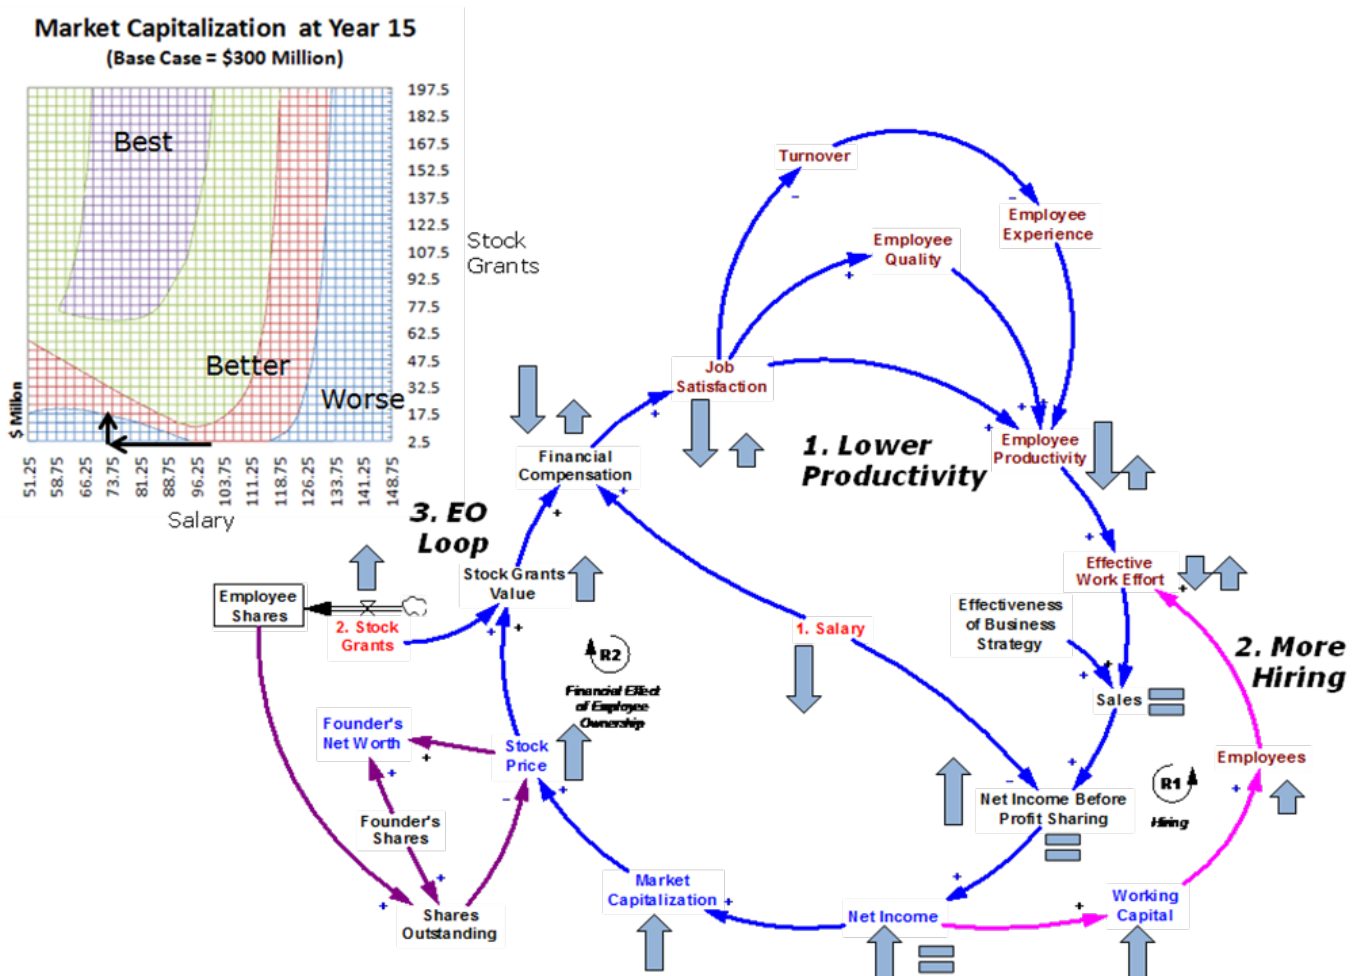 Market Capitalization at Year 15
(Base Case = $300 Million)
Best
Better
Worse
197.5
182.5
167.5
152.5
137.5
122.5
107.5
92.5
77.5
62.5
47.5
32.5
17.5
2.5
Stock
Grants
$ Millon
51.25
58.75
66.25
73.75
81.25
88.75
96.25
103.75
111.25
118.75
126.25
133.75
141.25
148.75
Salary
Turnover
-
-
Employee
Experience
Employee
Quality
+
Job
Satisfaction
+
+
+
+
Employee
Productivity
1. Lower
Productivity
Financial
Compensation
+
+
3. EO
Loop
Stock Grants
Value
+
+
Employee
Shares
2. Stock
Grants
R2
Financial Effect
of Employee
Ownership
1. Salary
+
Effective
Work Effort
+
Effectiveness
of Business
Strategy
+
+
Sales
2. More
Hiring
Founder's
Net Worth
+
+
Stock
Price
-
+
Founder's
Shares
+
+
Shares
Outstanding
-
+
Net Income Before
Profit Sharing
R1
Hiring
Employees
+
+
Market
Capitalization
+
Net Income
+
Working
Capital